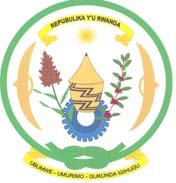 REPUBULIKA Y'U RWANDA
UBUMWE - UMURIMO - GUKUNDA IGIHUGU